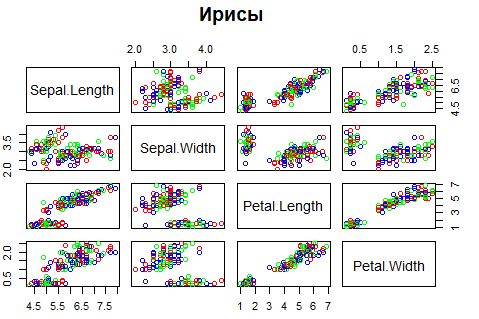 Ирисы
2.0 3.0 4.0
0.5 1.5 2.5
Sepal.Length
4.5 6.5
2.0 3.5
Sepal.Width
Petal.Length
1 3 5 7
0.5 2.0
Petal.Width
4.5 5.5 6.5 7.5
1 2 3 4 5 6 7